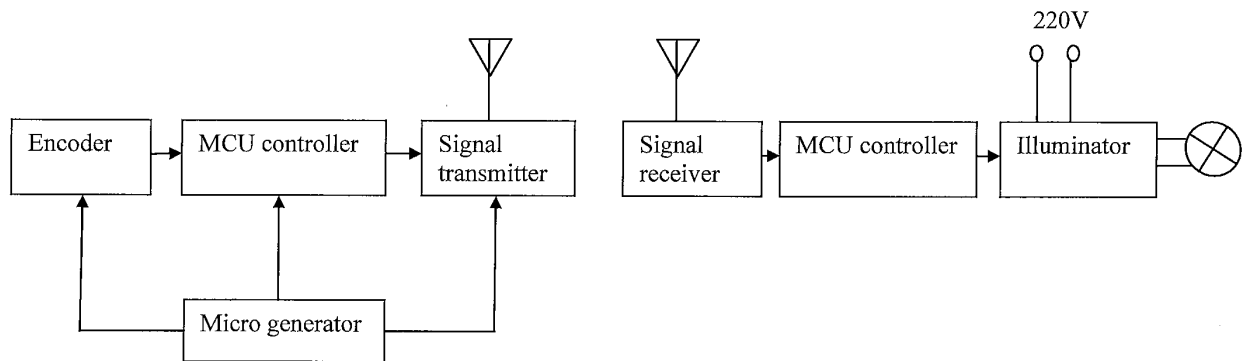 220V
Encoder
MCU controller
Signal
transmitter
Signal
receiver
MCU controller
Illuminator
Micro generator